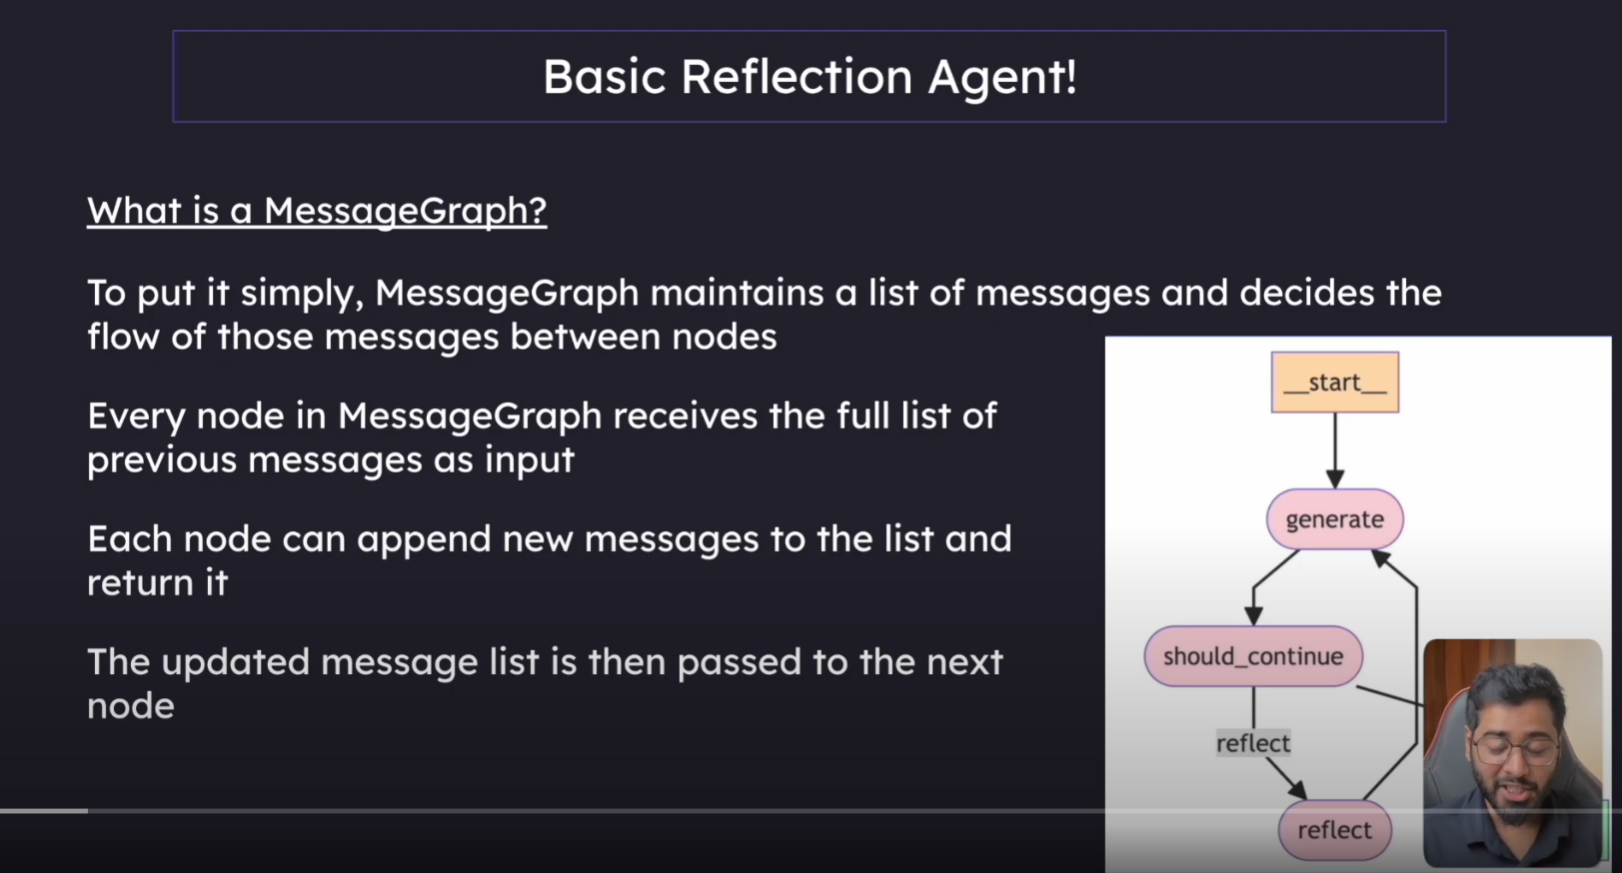 Basic Reflection Agent!
What is a MessageGraph?
To put it simply, MessageGraph maintains a list of messages and decides the
flow of those messages between nodes
Every node in MessageGraph receives the full list of
previous messages as input
Each node can append new messages to the list and
return it
The updated message list is then passed to the next
node
__start__
generate
should_continue
reflect
reflect